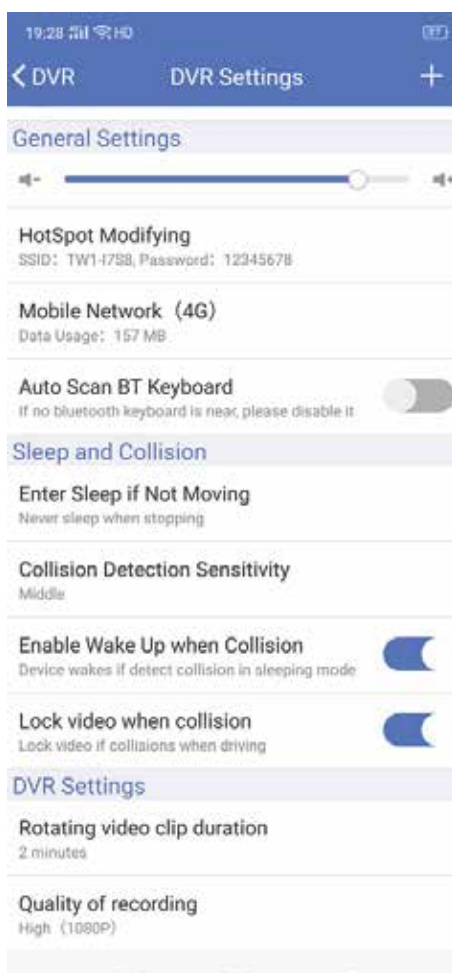 19:28 HD
DVR
DVR Settings
General Settings
HotSpot Modifying
SSID: TW1-I7S8, Password: 12345678
Mobile Network (4G)
Data Usage: 157 MB
Auto Scan BT Keyboard
If no bluetooth keyboard is near, please disable it
Sleep and Collision
Enter Sleep if Not Moving
Never sleep when stopping
Collision Detection Sensitivity
Middle
Enable Wake Up when Collision
Device wakes if detect collision in sleeping mode
Lock video when collision
Lock video if collaisions when driving
DVR Settings
Rotating video clip duration
2 minutes
Quality of recording
High (1080P)